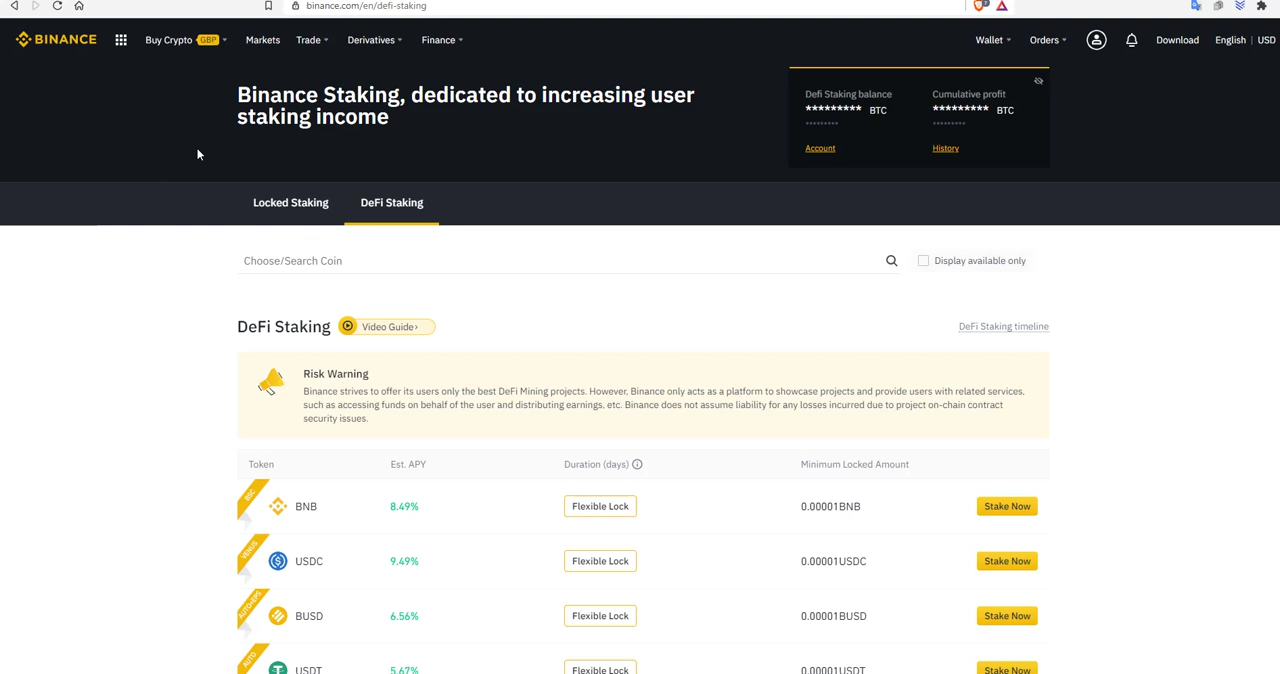 binance.com/en/defi-staking
BINANCE
Buy Crypto GBP
Markets
Trade
Derivatives
Finance
Wallet
Orders
Download
English | USD
Binance Staking, dedicated to increasing user
staking income
Defi Staking balance
********* BTC
*********
Account
Cumulative profit
********* BTC
*********
History
Locked Staking
DeFi Staking
Choose/Search Coin
Display available only
DeFi Staking
Video Guide›
DeFi Staking timeline
Risk Warning
Binance strives to offer its users only the best DeFi Mining projects. However, Binance only acts as a platform to showcase projects and provide users with related services,
such as accessing funds on behalf of the user and distributing earnings, etc. Binance does not assume liability for any losses incurred due to project on-chain contract
security issues.
Token Est. APY Duration (days) Minimum Locked Amount
BSC BNB 8.49% Flexible Lock 0.00001BNB Stake Now
VENUS USDC 9.49% Flexible Lock 0.00001USDC Stake Now
AUTO+EPS BUSD 6.56% Flexible Lock 0.00001BUSD Stake Now
AUTO USDT 5.67% Flexible Lock 0.00001USDT Stake Now